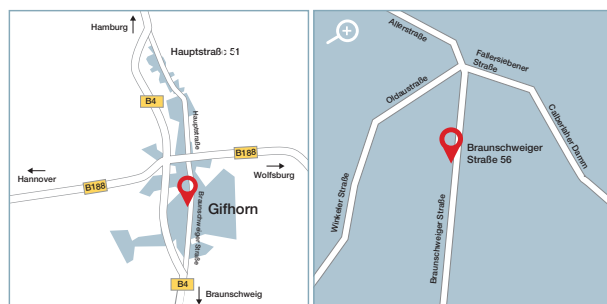 Hamburg
Hauptstraße 51
B4
Hauptstraße
B188
Hannover
Wolfsburg
B188
Gifhorn
Braunschweiger Straße
B4
Braunschweig
Allerstraße
Fallersiebener
Straße
Oldaustraße
Calberlaher Damm
Braunschweiger
Straße 56
Winkeler Straße
Braunschweiger Straße